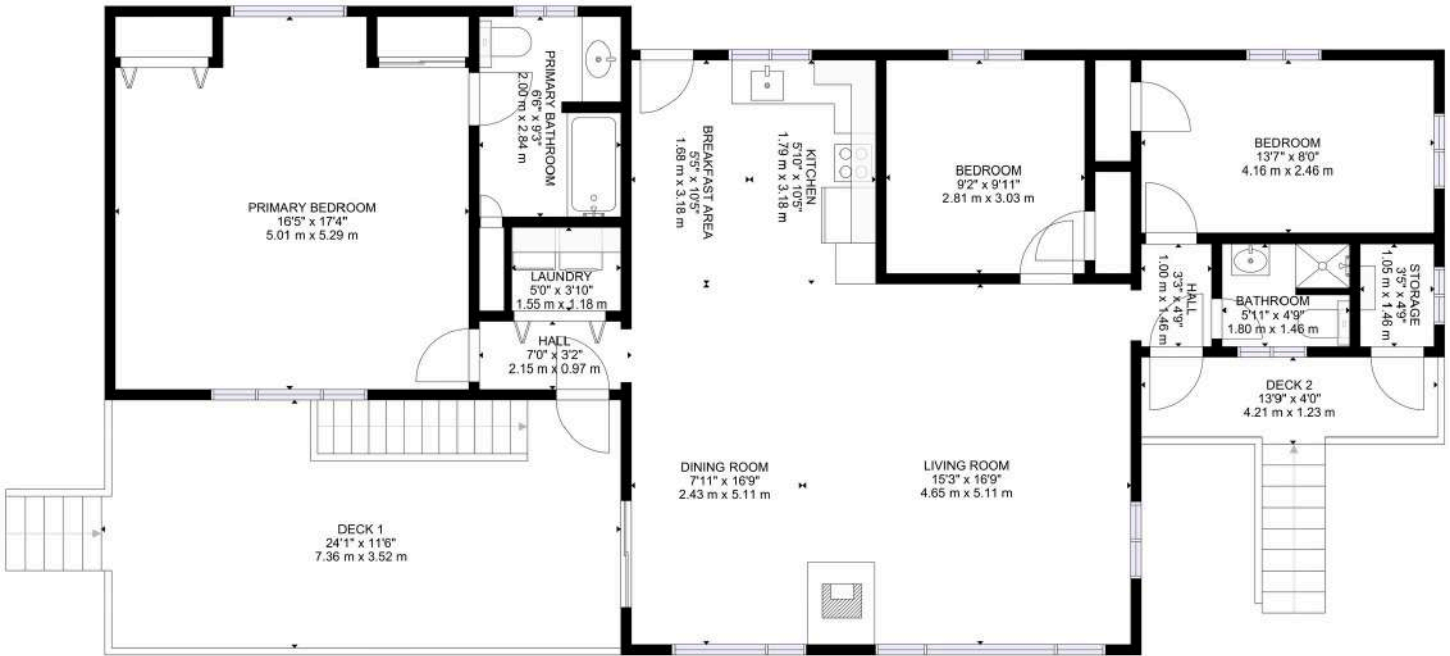 PRIMARY BEDROOM
16'5" x 17'4"
5.01 m x 5.29 m
PRIMARY BATHROOM
6'6" x 9'3"
2.00 m x 2.84 m
LAUNDRY
5'0" x 3'10"
1.55 m x 1.18 m
HALL
7'0" x 3'2"
2.15 m x 0.97 m
BREAKFAST AREA
5'5" x 10'5"
1.68 m x 3.18 m
KITCHEN
5'10" x 10'5"
1.79 m x 3.18 m
BEDROOM
9'2" x 9'11"
2.81 m x 3.03 m
BEDROOM
13'7" x 8'0"
4.16 m x 2.46 m
HALL
3'3" x 4'9"
1.00 m x 1.46 m
BATHROOM
5'11" x 4'9"
1.80 m x 1.46 m
STORAGE
3'5" x 4'9"
1.05 m x 1.46 m
DECK 2
13'9" x 4'0"
4.21 m x 1.23 m
DINING ROOM
7'11" x 16'9"
2.43 m x 5.11 m
LIVING ROOM
15'3" x 16'9"
4.65 m x 5.11 m
DECK 1
24'1" x 11'6"
7.36 m x 3.52 m